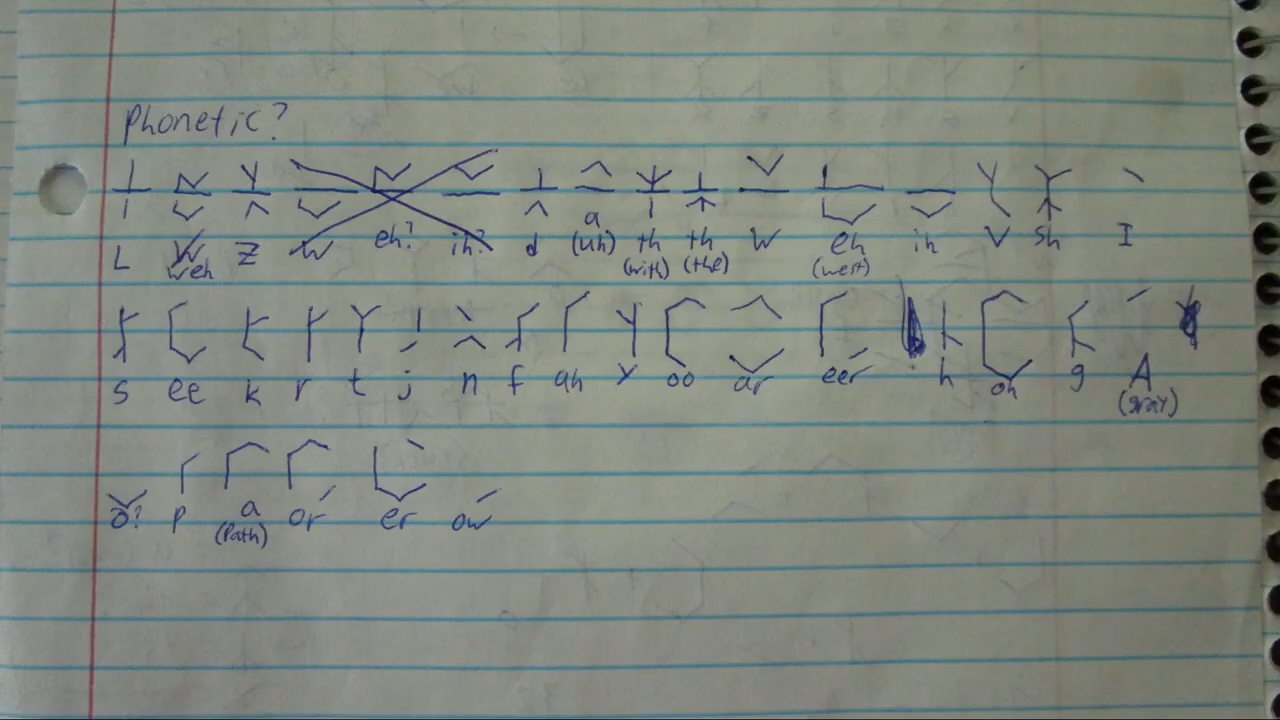 Phonetic?
L weh Z w eh? ih? d a th th w eh ih V Sh I
(uh) (with) (the) (west)
s ee k r t j n f ah y oo ar eer h oh g A
(gray)
p a or er ow
(Path)